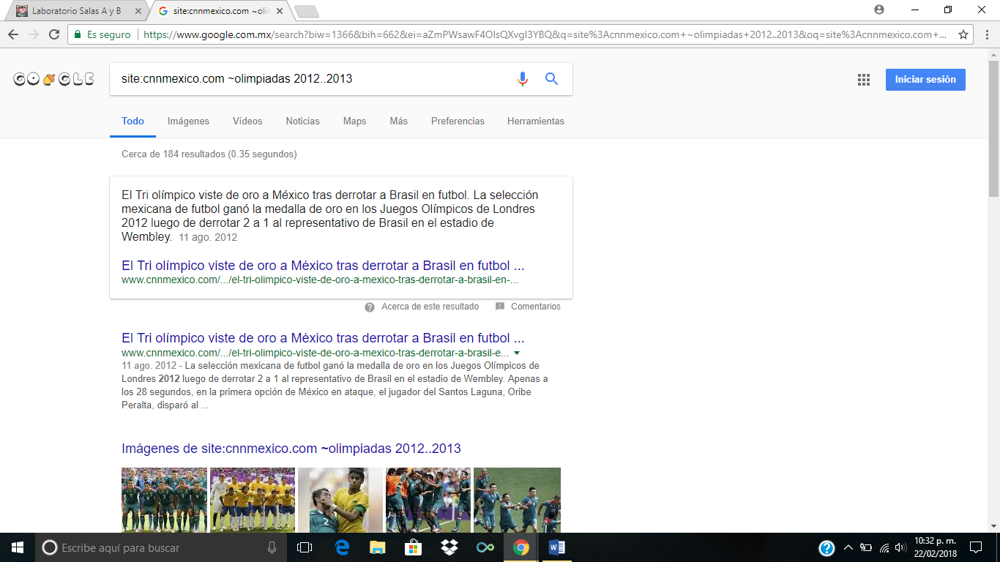 Laboratorio Salas A y B
site:cnnmexico.com ~olim
Es seguro
https://www.google.com.mx/search?biw=1366&bih=662&ei=aZmPWsawF4OlsQXvgI3YBQ&q=site%3Acnnmexico.com+~olimpiadas+2012..2013&oq=site%3Acnnmexico.com+...
GOOGLE
site:cnnmexico.com ~olimpiadas 2012..2013
Iniciar sesión
Todo Imágenes Vídeos Noticias Maps Más Preferencias Herramientas
Cerca de 184 resultados (0.35 segundos)
El Tri olímpico viste de oro a México tras derrotar a Brasil en futbol. La selección
mexicana de futbol ganó la medalla de oro en los Juegos Olímpicos de Londres
2012 luego de derrotar 2 a 1 al representativo de Brasil en el estadio de
Wembley. 11 ago. 2012
El Tri olímpico viste de oro a México tras derrotar a Brasil en futbol ...
www.cnnmexico.com/.../el-tri-olimpico-viste-de-oro-a-mexico-tras-derrotar-a-brasil-en-...
Acerca de este resultado Comentarios
El Tri olímpico viste de oro a México tras derrotar a Brasil en futbol ...
www.cnnmexico.com/.../el-tri-olimpico-viste-de-oro-a-mexico-tras-derrotar-a-brasil-e...
11 ago. 2012 - La selección mexicana de futbol ganó la medalla de oro en los Juegos Olímpicos de
Londres 2012 luego de derrotar 2 a 1 al representativo de Brasil en el estadio de Wembley. Apenas a
los 28 segundos, en la primera opción de México en ataque, el jugador del Santos Laguna, Oribe
Peralta, disparó al ...
Imágenes de site:cnnmexico.com ~olimpiadas 2012..2013
2
Escribe aquí para buscar
10:32 p. m.
22/02/2018